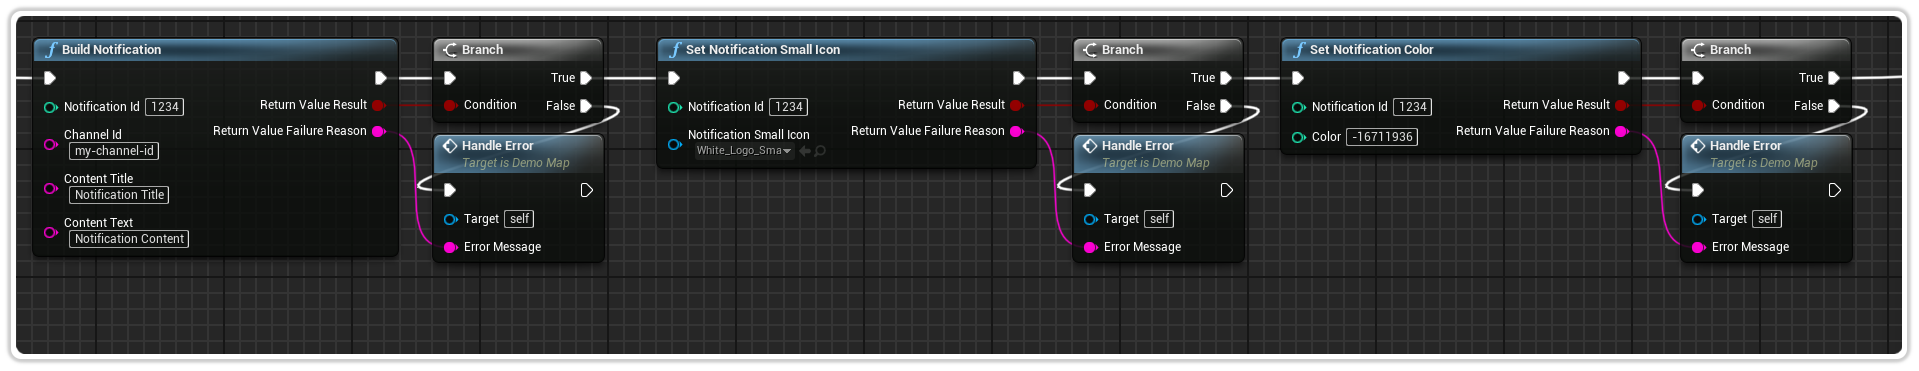 Build Notification
Notification Id 1234
Return Value Result
Channel Id
my-channel-id
Return Value Failure Reason
Content Title
Notification Title
Content Text
Notification Content
Branch
True
Condition
False
Handle Error
Target is Demo Map
Target self
Error Message
Set Notification Small Icon
Notification Id 1234
Return Value Result
Notification Small Icon
White_Logo_Sma
Return Value Failure Reason
Branch
True
Condition
False
Handle Error
Target is Demo Map
Target self
Error Message
Set Notification Color
Notification Id 1234
Return Value Result
Color -16711936
Return Value Failure Reason
Branch
True
Condition
False
Handle Error
Target is Demo Map
Target self
Error Message